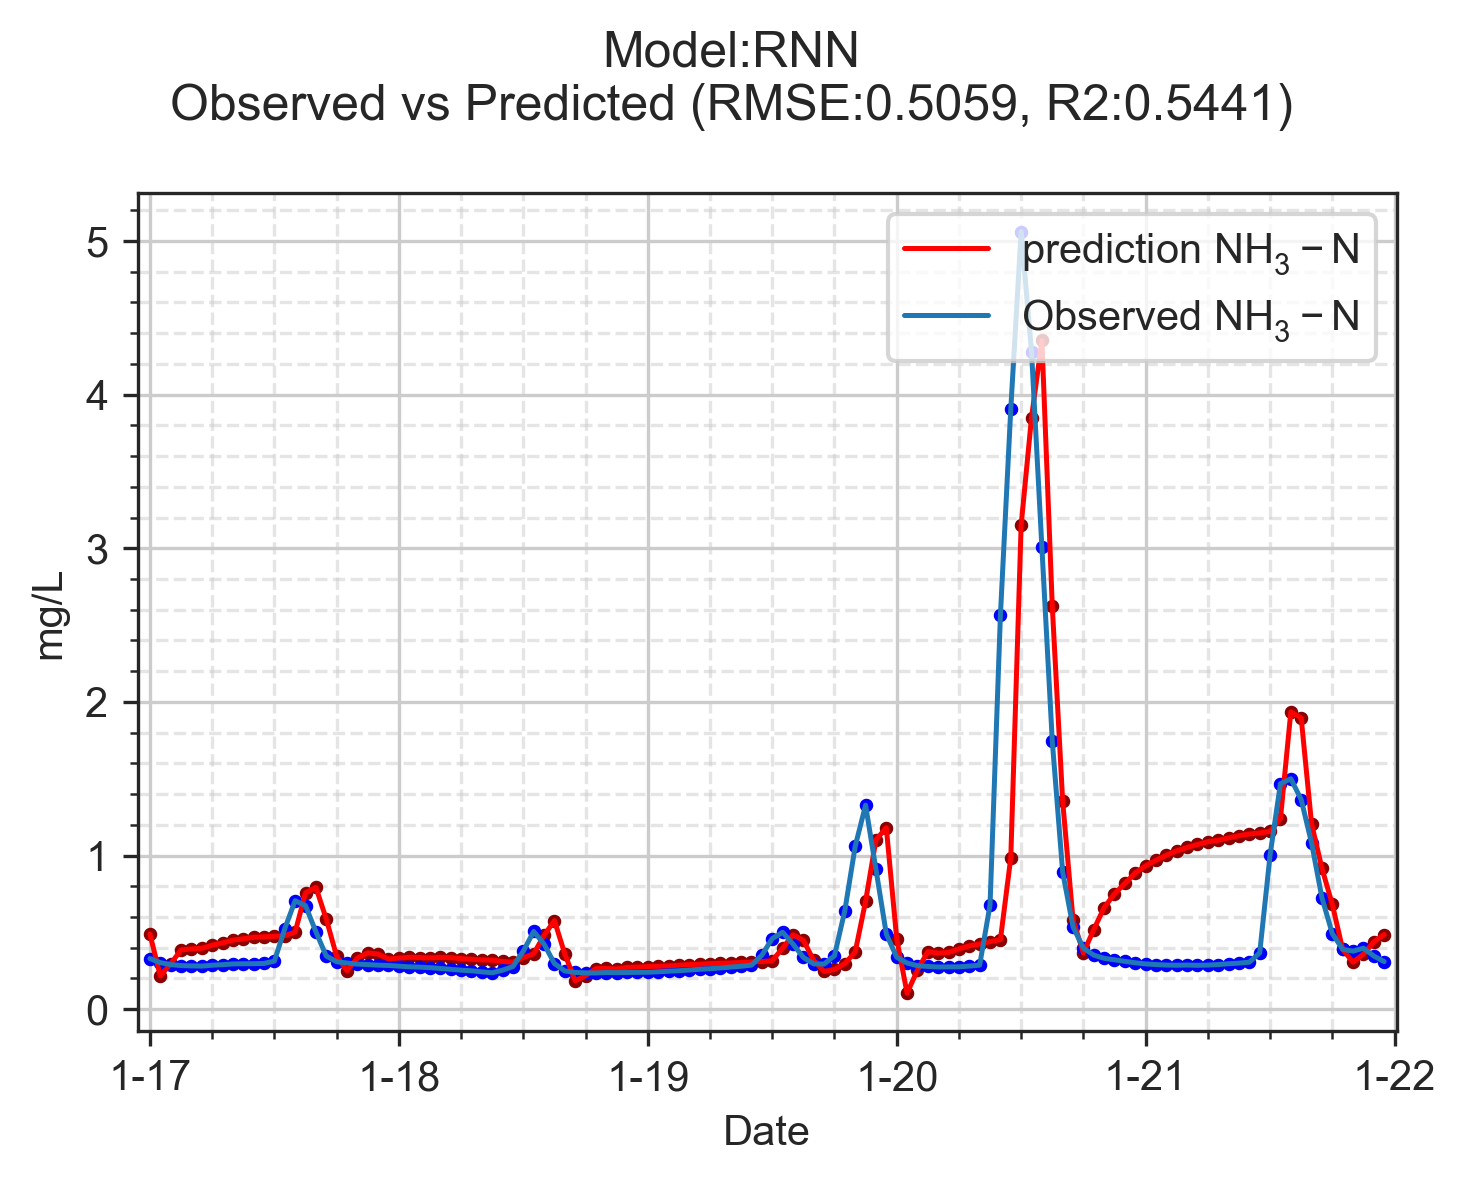 Model:RNN
Observed vs Predicted (RMSE:0.5059, R2:0.5441)
prediction NH₃ − N
Observed NH₃ − N
5
4
3
2
1
0
mg/L
1-17 1-18 1-19 1-20 1-21 1-22
Date